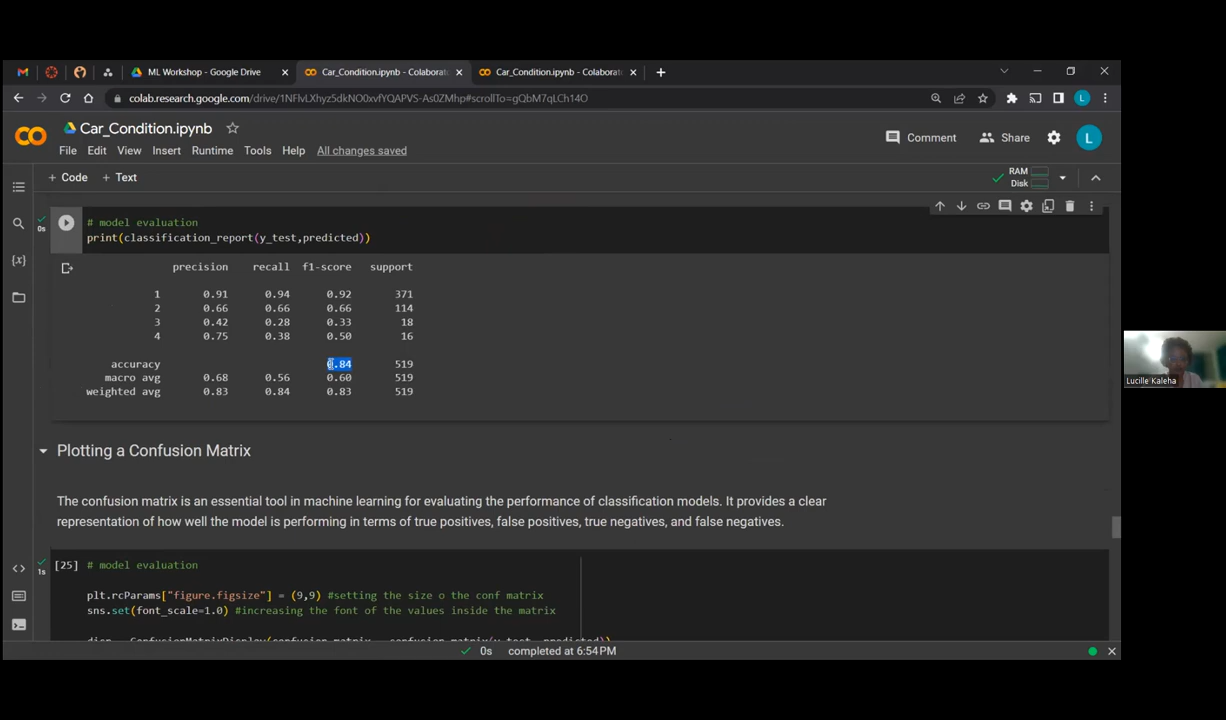 ML Workshop - Google Drive
Car_Condition.ipynb - Colaborat
Car_Condition.ipynb - Colaborat
colab.research.google.com/drive/1NFlvLXhyz5dkNO0xvfYQAPVS-As0ZMhp#scrollTo=gQbM7qLCh14O
L
Car_Condition.ipynb
Comment
Share
L
File Edit View Insert Runtime Tools Help All changes saved
+ Code + Text
RAM
Disk
0s
# model evaluation
print(classification_report(y_test,predicted))
precision recall f1-score support
1 0.91 0.94 0.92 371
2 0.66 0.66 0.66 114
3 0.42 0.28 0.33 18
4 0.75 0.38 0.50 16
accuracy 0.84 519
macro avg 0.68 0.56 0.60 519
weighted avg 0.83 0.84 0.83 519
Plotting a Confusion Matrix
The confusion matrix is an essential tool in machine learning for evaluating the performance of classification models. It provides a clear
representation of how well the model is performing in terms of true positives, false positives, true negatives, and false negatives.
1s
[25] # model evaluation
plt.rcParams["figure.figsize"] = (9,9) #setting the size o the conf matrix
sns.set(font_scale=1.0) #increasing the font of the values inside the matrix
disp = ConfusionMatrixDisplay(confusion_matrix = confusion_matrix(y_test, predicted))
0s completed at 6:54PM
Lucille Kaleha